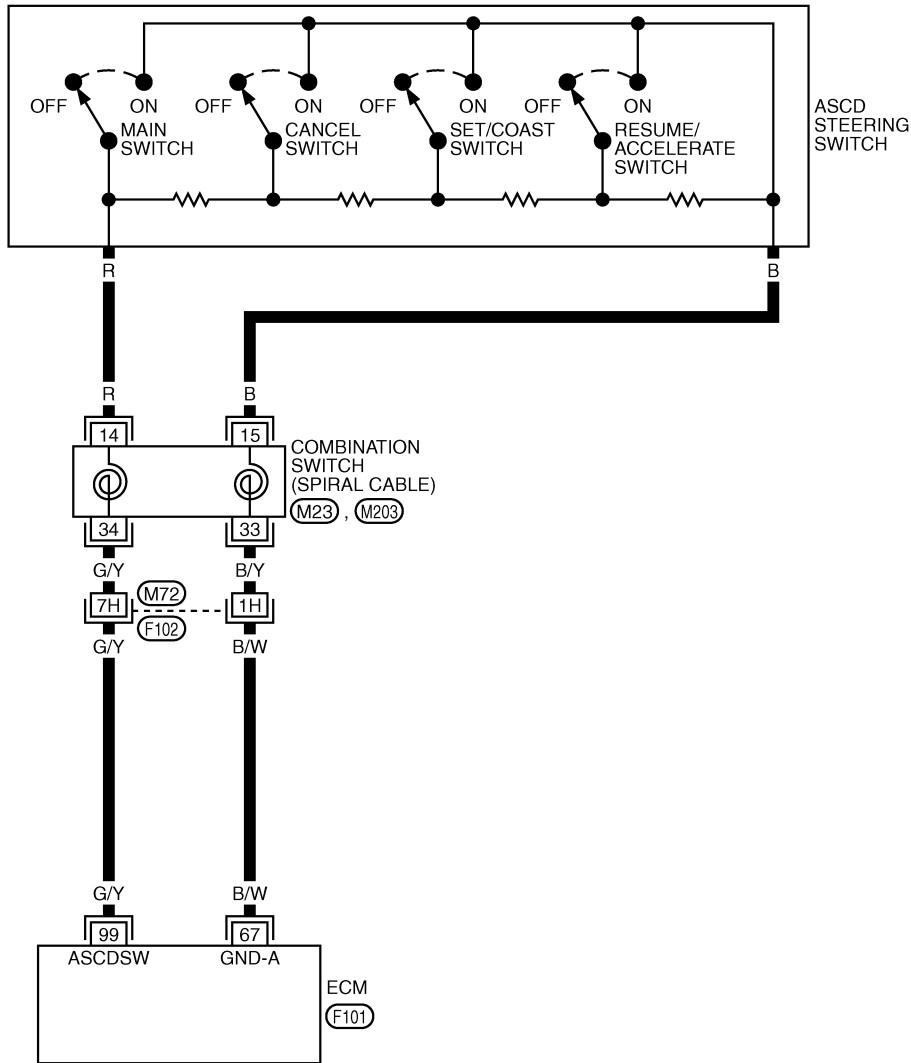 OFF
ON
MAIN
SWITCH
OFF
ON
CANCEL
SWITCH
OFF
ON
SET/COAST
SWITCH
OFF
ON
RESUME/
ACCELERATE
SWITCH
ASCD
STEERING
SWITCH
R
B
R
B
14
15
COMBINATION
SWITCH
(SPIRAL CABLE)
M23 , M203
34
33
G/Y
B/Y
7H
M72
1H
F102
G/Y
B/W
G/Y
B/W
99
67
ASCDSW
GND-A
ECM
F101